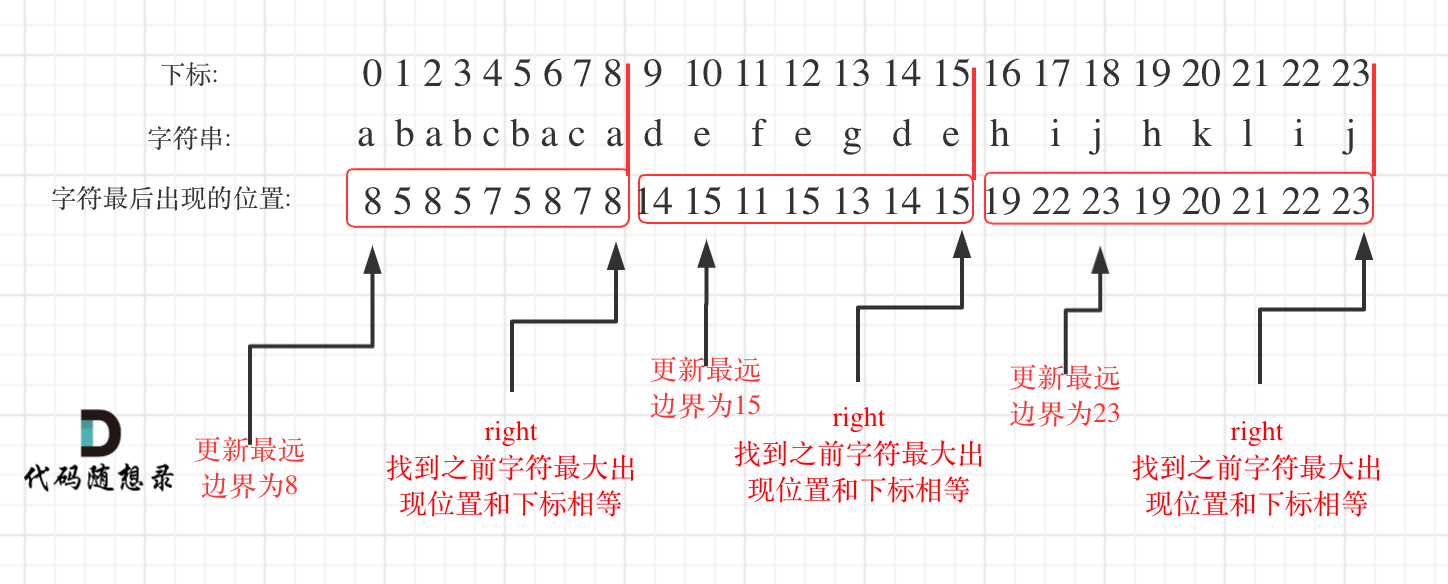 下标: 0 1 2 3 4 5 6 7 8 9 10 11 12 13 14 15 16 17 18 19 20 21 22 23
字符串: a b a b c b a c a d e f e g d e h i j h k l i j
字符最后出现的位置: 8 5 8 5 7 5 8 7 8 14 15 11 15 13 14 15 19 22 23 19 20 21 22 23
更新最远
边界为8
right
找到之前字符最大出
现位置和下标相等
更新最远
边界为15
right
找到之前字符最大出
现位置和下标相等
更新最远
边界为23
right
找到之前字符最大出
现位置和下标相等
代码随想录